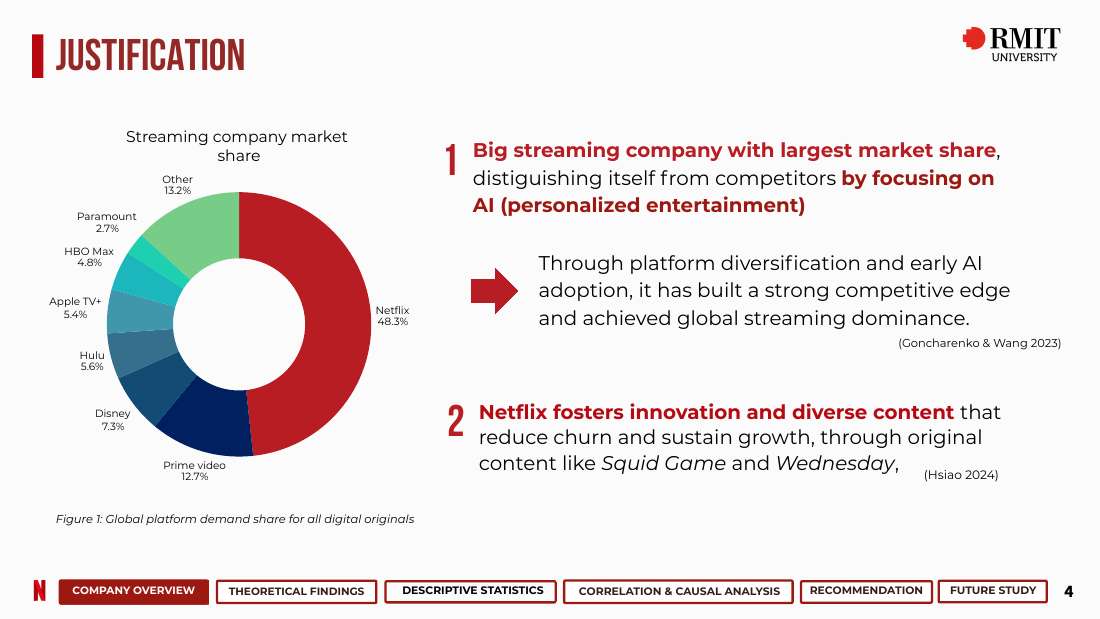 JUSTIFICATION
RMIT
UNIVERSITY
Streaming company market
share
Other
13.2%
Paramount
2.7%
HBO Max
4.8%
Apple TV+
5.4%
Hulu
5.6%
Disney
7.3%
Prime video
12.7%
Netflix
48.3%
Figure 1: Global platform demand share for all digital originals
1
Big streaming company with largest market share,
distiguishing itself from competitors by focusing on
AI (personalized entertainment)
Through platform diversification and early AI
adoption, it has built a strong competitive edge
and achieved global streaming dominance.
(Goncharenko & Wang 2023)
2
Netflix fosters innovation and diverse content that
reduce churn and sustain growth, through original
content like Squid Game and Wednesday,
(Hsiao 2024)
N
COMPANY OVERVIEW
THEORETICAL FINDINGS
DESCRIPTIVE STATISTICS
CORRELATION & CAUSAL ANALYSIS
RECOMMENDATION
FUTURE STUDY
4